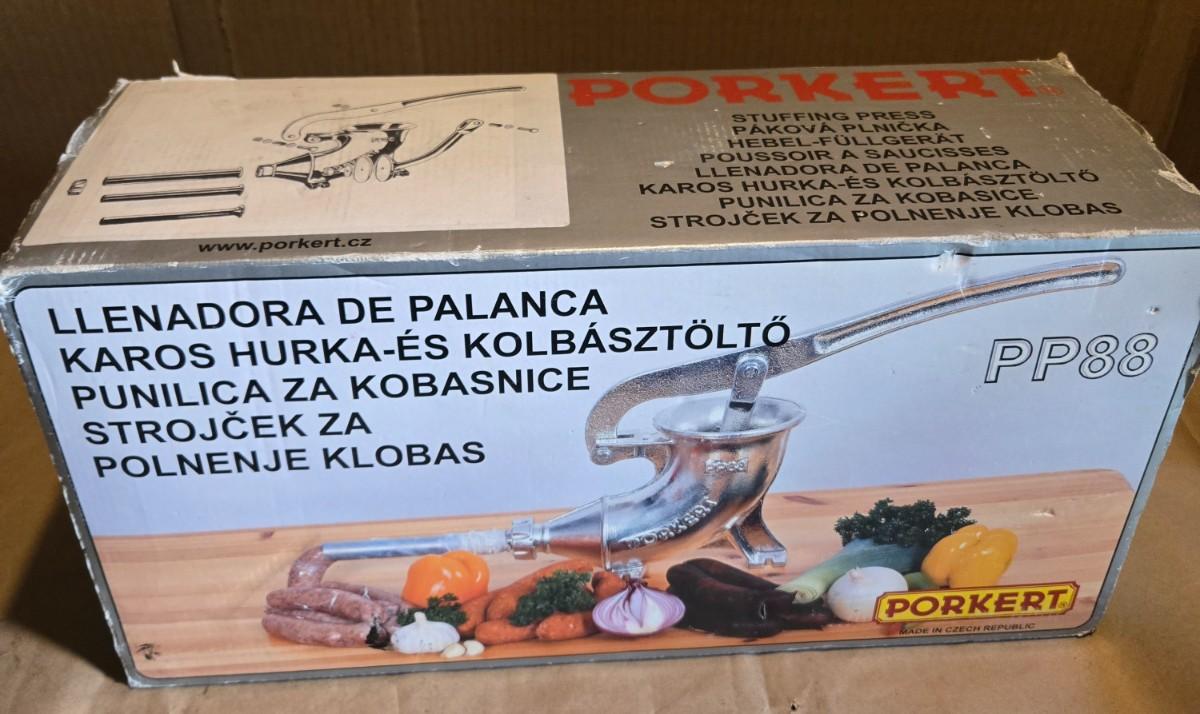 PORKERT®
STUFFING PRESS
PÁKOVÁ PLNIČKA
HEBEL-FÜLLGERÄT
POUSSOIR A SAUCISSES
LLENADORA DE PALANCA
KAROS HURKA-ÉS KOLBÁSZTÖLTŐ
PUNILICA ZA KOBASICE
STROJČEK ZA POLNENJE KLOBAS
www.porkert.cz
LLENADORA DE PALANCA
KAROS HURKA-ÉS KOLBÁSZTÖLTŐ
PUNILICA ZA KOBASNICE
STROJČEK ZA
POLNENJE KLOBAS
PP88
PP88
PORKERT
PORKERT®
MADE IN CZECH REPUBLIC